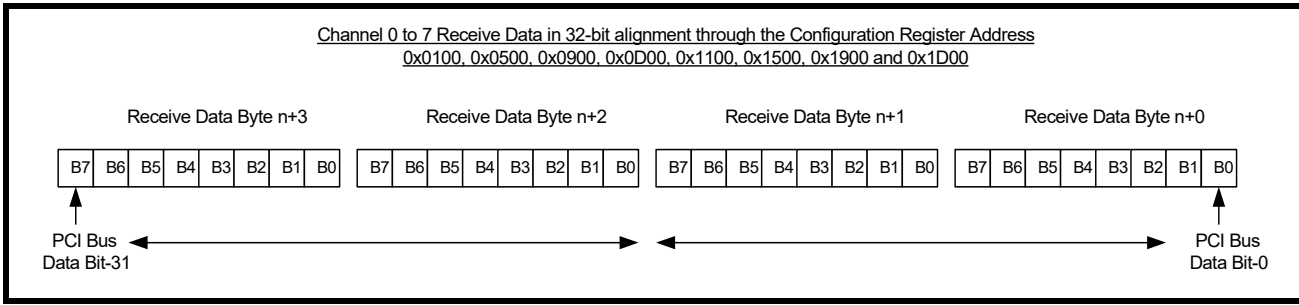 Channel 0 to 7 Receive Data in 32-bit alignment through the Configuration Register Address
0x0100, 0x0500, 0x0900, 0x0D00, 0x1100, 0x1500, 0x1900 and 0x1D00
Receive Data Byte n+3 Receive Data Byte n+2 Receive Data Byte n+1 Receive Data Byte n+0
B7 B6 B5 B4 B3 B2 B1 B0 B7 B6 B5 B4 B3 B2 B1 B0 B7 B6 B5 B4 B3 B2 B1 B0 B7 B6 B5 B4 B3 B2 B1 B0
PCI Bus PCI Bus
Data Bit-31 Data Bit-0